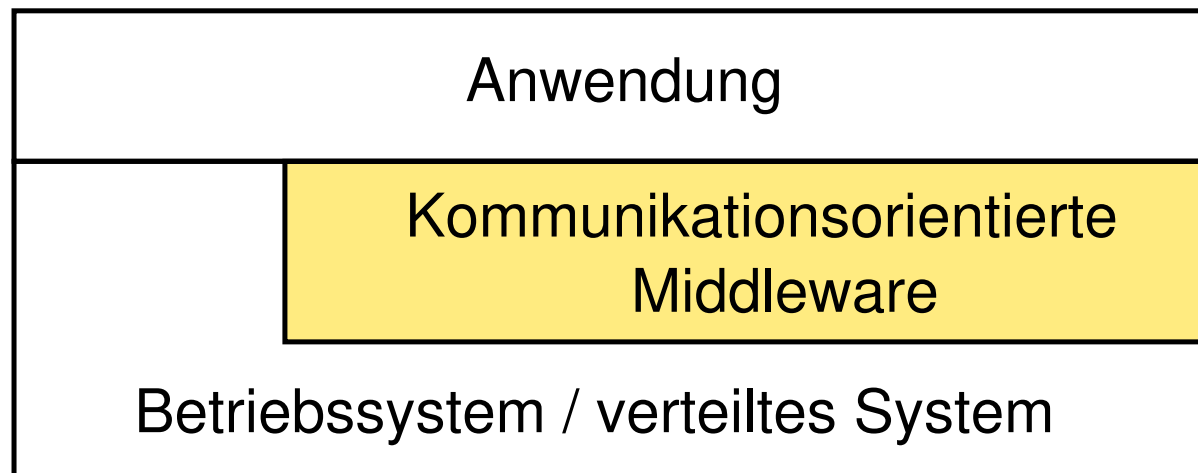 Anwendung
Kommunikationsorientierte
Middleware
Betriebssystem / verteiltes System